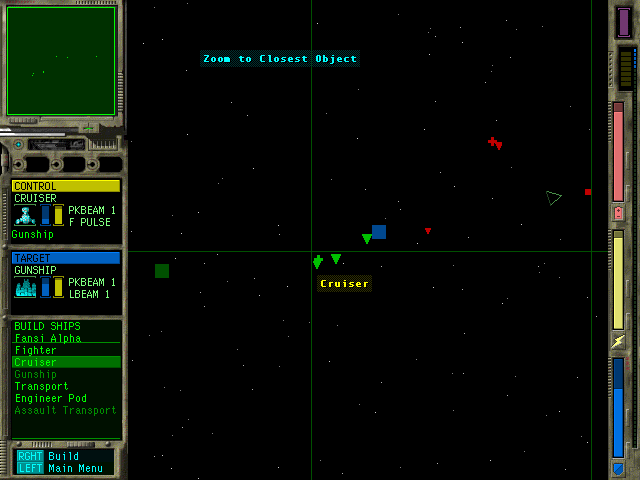 Zoom to Closest Object
CONTROL
CRUISER
PKBEAM 1
F PULSE
Gunship
TARGET
GUNSHIP
PKBEAM 1
LBEAM 1
Cruiser
BUILD SHIPS
Fansi Alpha
Fighter
Cruiser
Gunship
Transport
Engineer Pod
Assault Transport
RGHT Build
LEFT Main Menu